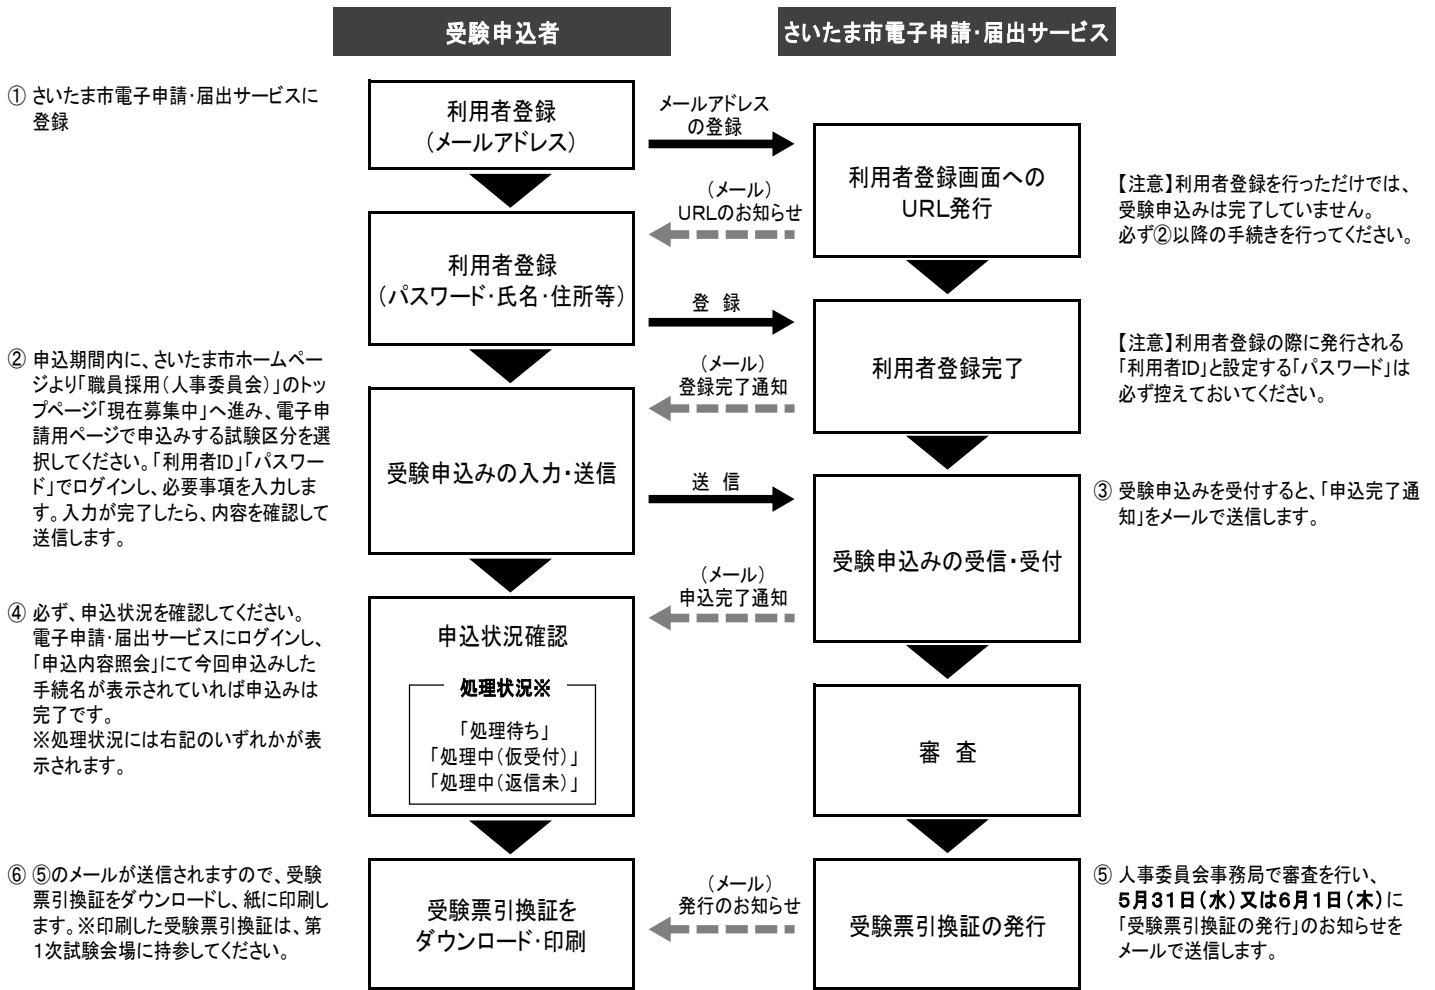 受験申込者
さいたま市電子申請・届出サービス
① さいたま市電子申請・届出サービスに
登録
利用者登録
（メールアドレス）
メールアドレス
の登録
利用者登録画面への
URL発行
【注意】利用者登録を行っただけでは、
受験申込みは完了していません。
必ず②以降の手続きを行ってください。
（メール）
URLのお知らせ
利用者登録
（パスワード・氏名・住所等）
登 録
利用者登録完了
【注意】利用者登録の際に発行される
「利用者ID」と設定する「パスワード」は
必ず控えておいてください。
（メール）
登録完了通知
② 申込期間内に、さいたま市ホームペー
ジより「職員採用（人事委員会）」のトッ
プページ「現在募集中」へ進み、電子申
請用ページで申込みする試験区分を選
択してください。「利用者ID」「パスワー
ド」でログインし、必要事項を入力しま
す。入力が完了したら、内容を確認して
送信します。
受験申込みの入力・送信
送 信
受験申込みの受信・受付
③ 受験申込みを受付すると、「申込完了通
知」をメールで送信します。
（メール）
申込完了通知
④ 必ず、申込状況を確認してください。
電子申請・届出サービスにログインし、
「申込内容照会」にて今回申込みした
手続名が表示されていれば申込みは
完了です。
※処理状況には右記のいずれかが表
示されます。
申込状況確認
処理状況※
「処理待ち」
「処理中（仮受付）」
「処理中（返信未）」
審 査
⑥ ⑤のメールが送信されますので、受験
票引換証をダウンロードし、紙に印刷し
ます。※印刷した受験票引換証は、第
1次試験会場に持参してください。
受験票引換証を
ダウンロード・印刷
（メール）
発行のお知らせ
受験票引換証の発行
⑤ 人事委員会事務局で審査を行い、
5月31日（水）又は6月1日（木）に
「受験票引換証の発行」のお知らせを
メールで送信します。